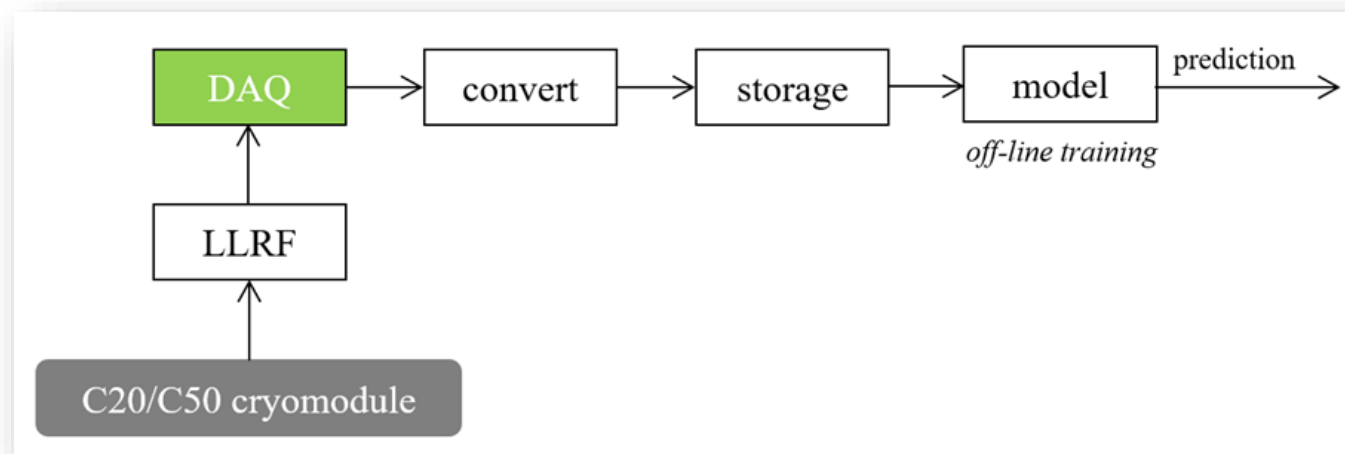 DAQ
convert
storage
model
prediction
off-line training
LLRF
C20/C50 cryomodule